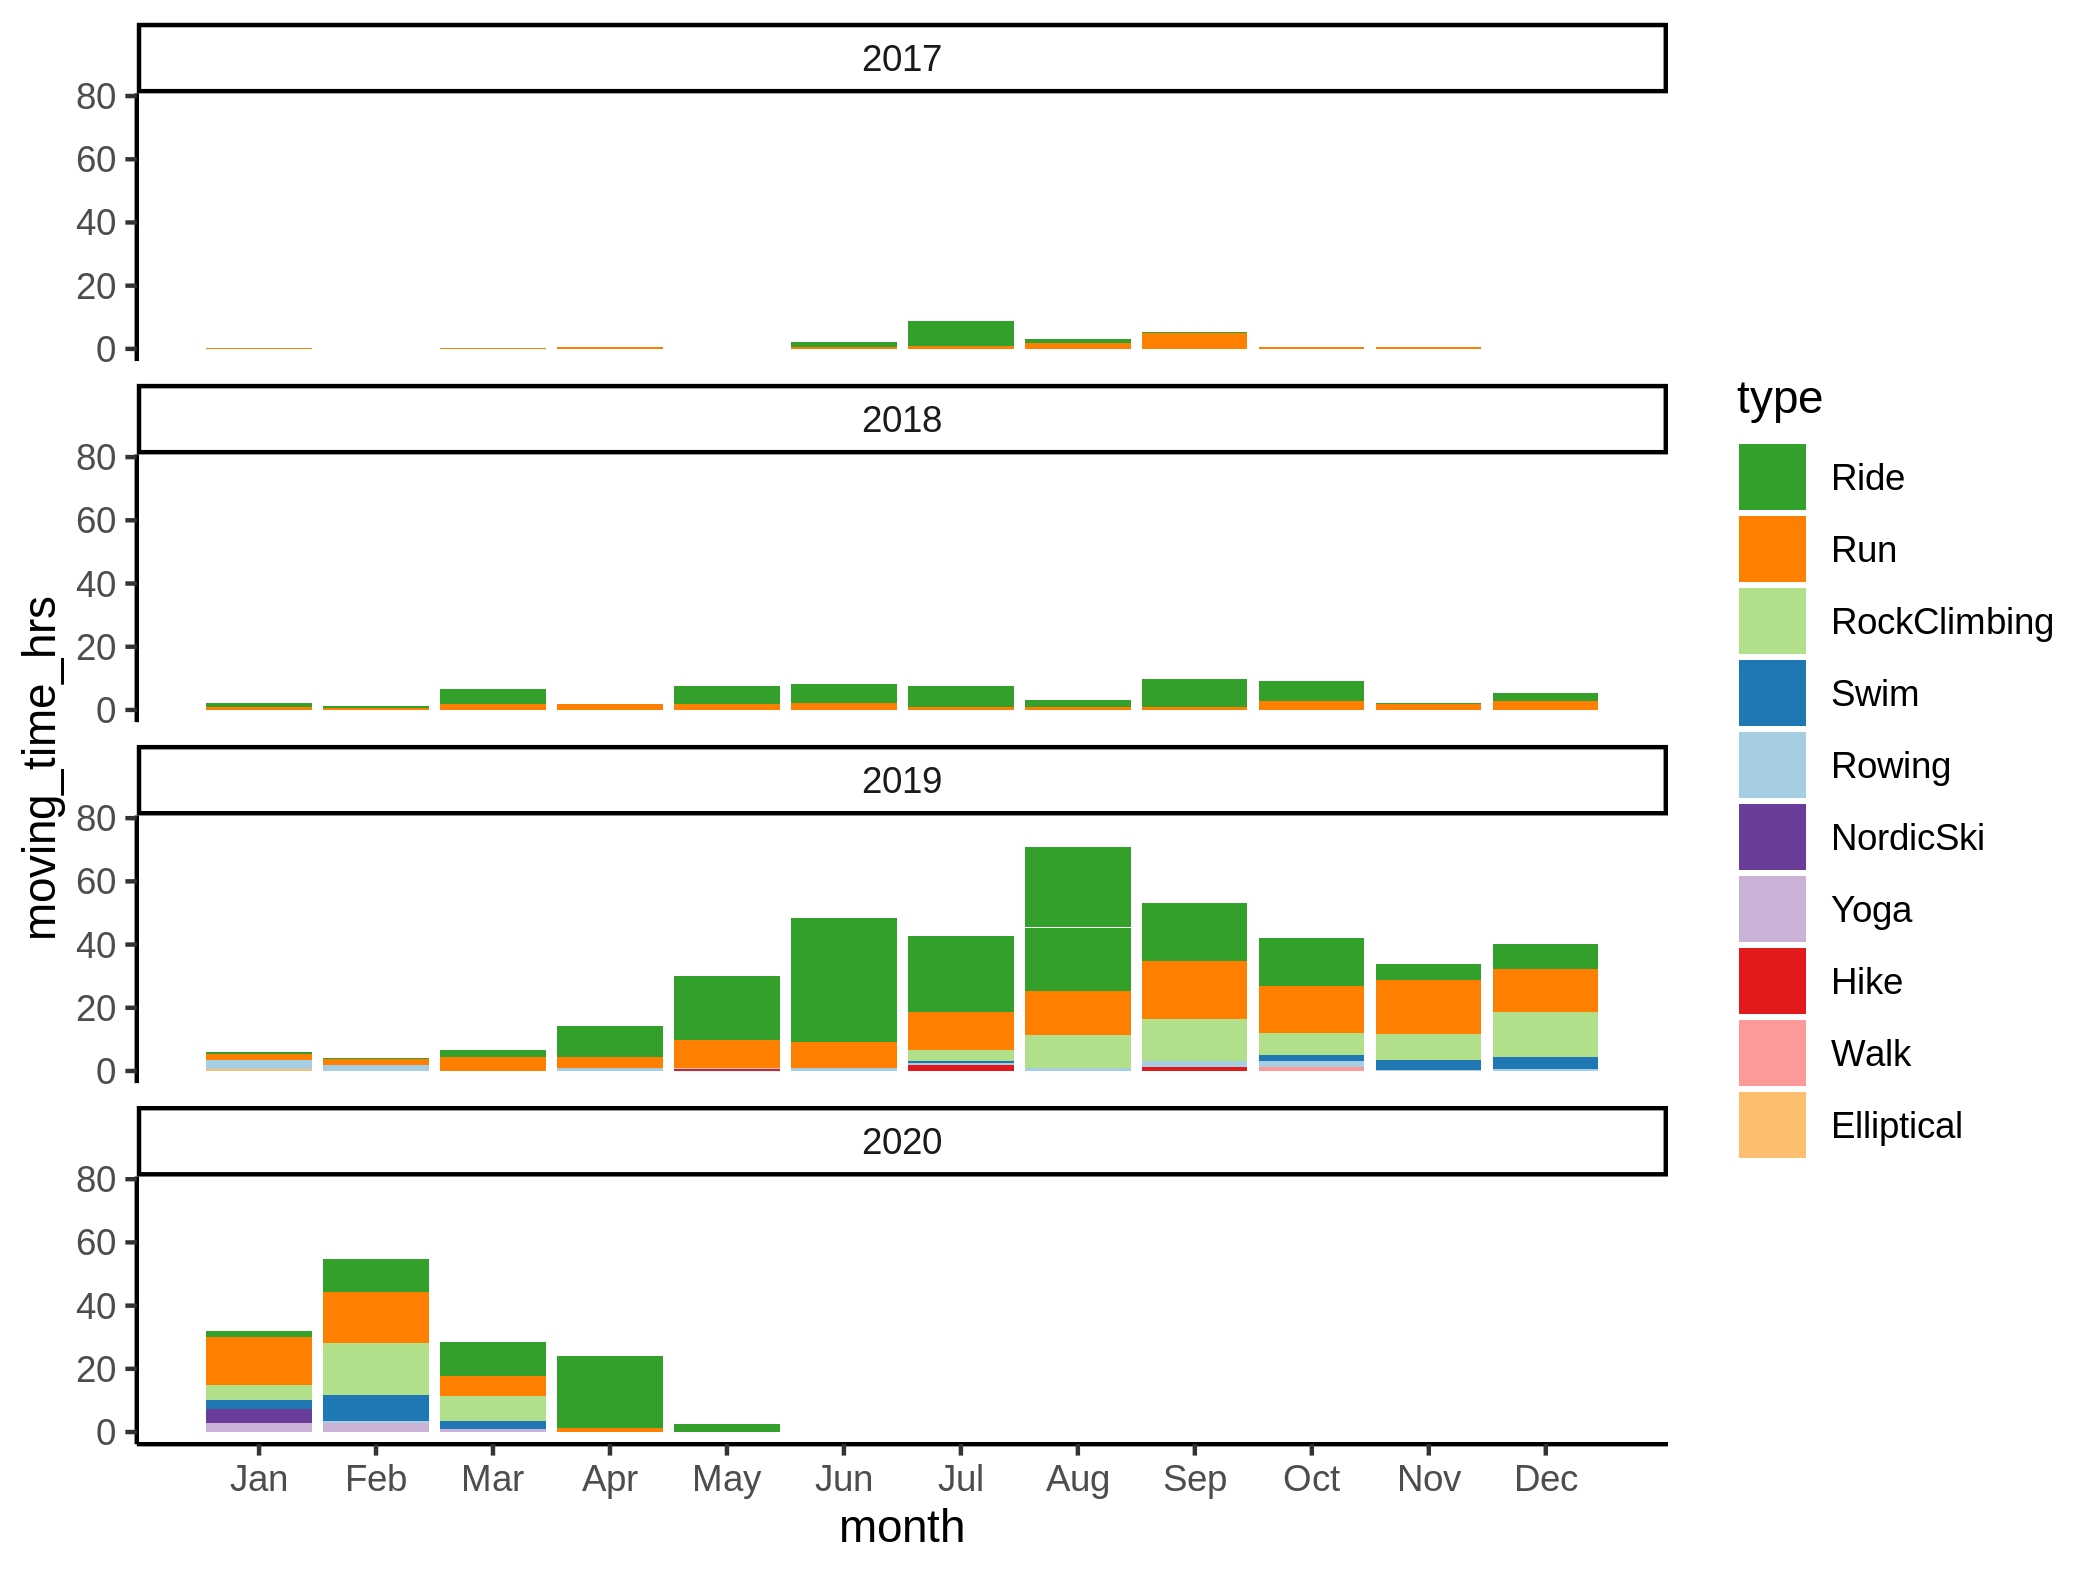 2017
80
60
40
20
0
2018
80
60
40
20
0
2019
80
60
40
20
0
2020
80
60
40
20
0
Jan Feb Mar Apr May Jun Jul Aug Sep Oct Nov Dec
month
moving_time_hrs
type
Ride
Run
RockClimbing
Swim
Rowing
NordicSki
Yoga
Hike
Walk
Elliptical